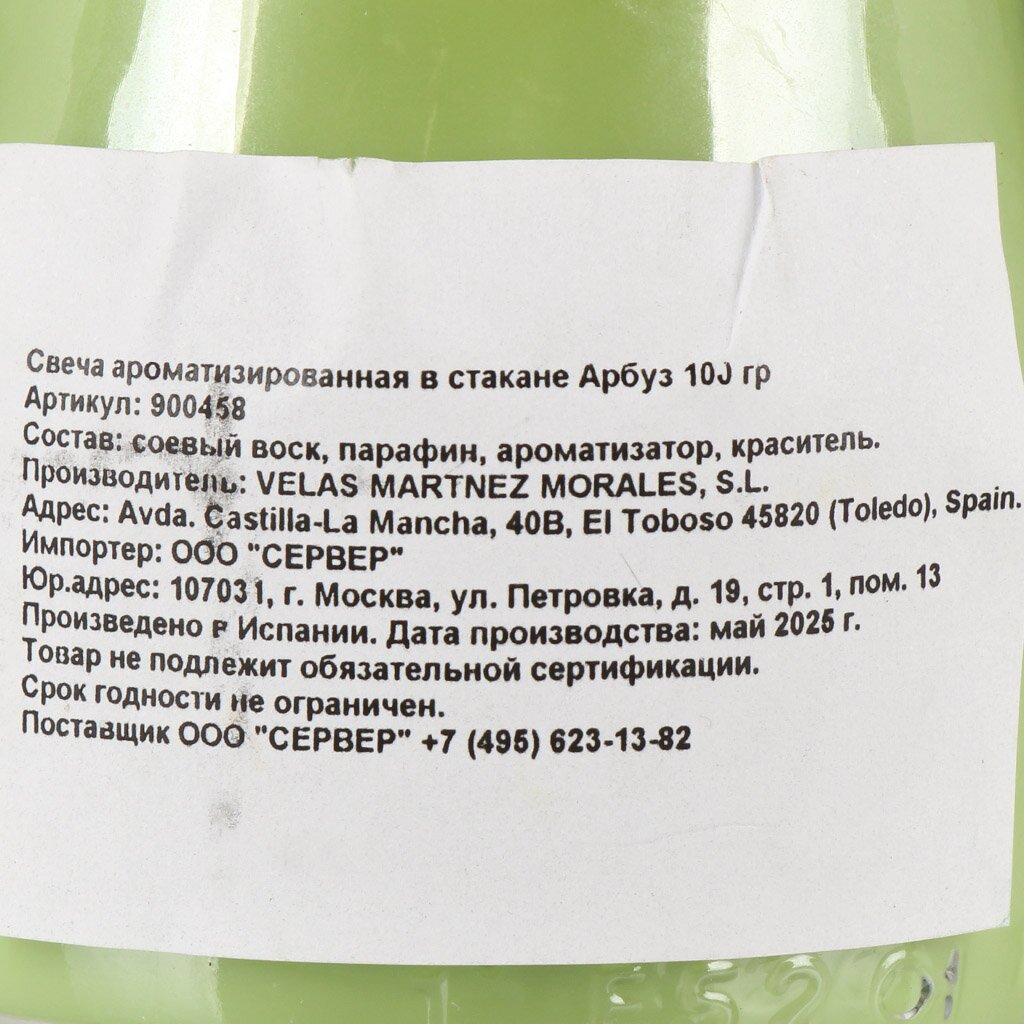 Свеча ароматизированная в стакане Арбуз 100 гр
Артикул: 900458
Состав: соевый воск, парафин, ароматизатор, краситель.
Производитель: VELAS MARTNEZ MORALES, S.L.
Адрес: Avda. Castilla-La Mancha, 40B, El Toboso 45820 (Toledo), Spain.
Импортер: ООО "СЕРВЕР"
Юр.адрес: 107031, г. Москва, ул. Петровка, д. 19, стр. 1, пом. 13
Произведено в Испании. Дата производства: май 2025 г.
Товар не подлежит обязательной сертификации.
Срок годности не ограничен.
Поставщик ООО "СЕРВЕР" +7 (495) 623-13-82